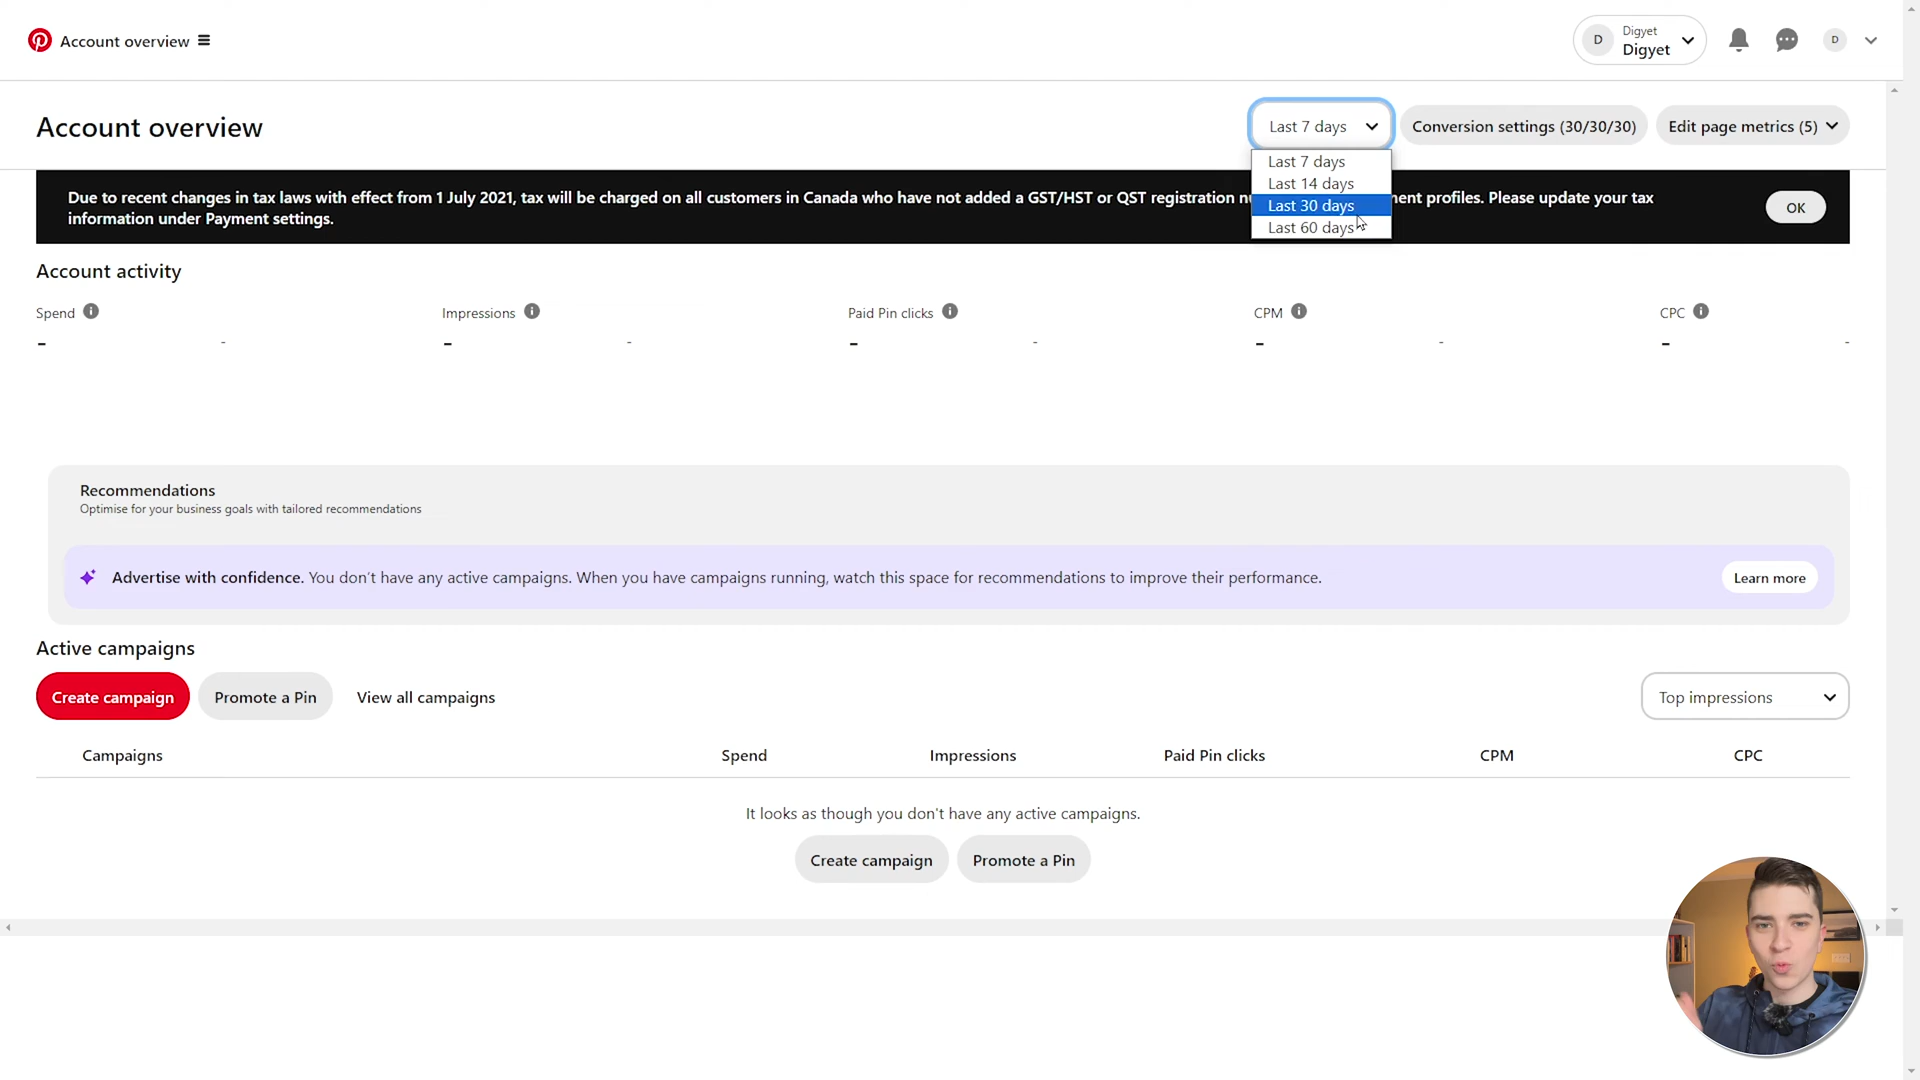 Account overview
D
Digyet
Digyet
D
Account overview
Last 7 days
Conversion settings (30/30/30)
Edit page metrics (5)
Last 7 days
Last 14 days
Last 30 days
Last 60 days
Due to recent changes in tax laws with effect from 1 July 2021, tax will be charged on all customers in Canada who have not added a GST/HST or QST registration profiles. Please update your tax
information under Payment settings.
OK
Account activity
Spend
Impressions
Paid Pin clicks
CPM
CPC
-
-
-
-
-
-
-
-
-
-
Recommendations
Optimise for your business goals with tailored recommendations
Advertise with confidence. You don't have any active campaigns. When you have campaigns running, watch this space for recommendations to improve their performance.
Learn more
Active campaigns
Create campaign
Promote a Pin
View all campaigns
Top impressions
Campaigns
Spend
Impressions
Paid Pin clicks
CPM
CPC
It looks as though you don't have any active campaigns.
Create campaign
Promote a Pin